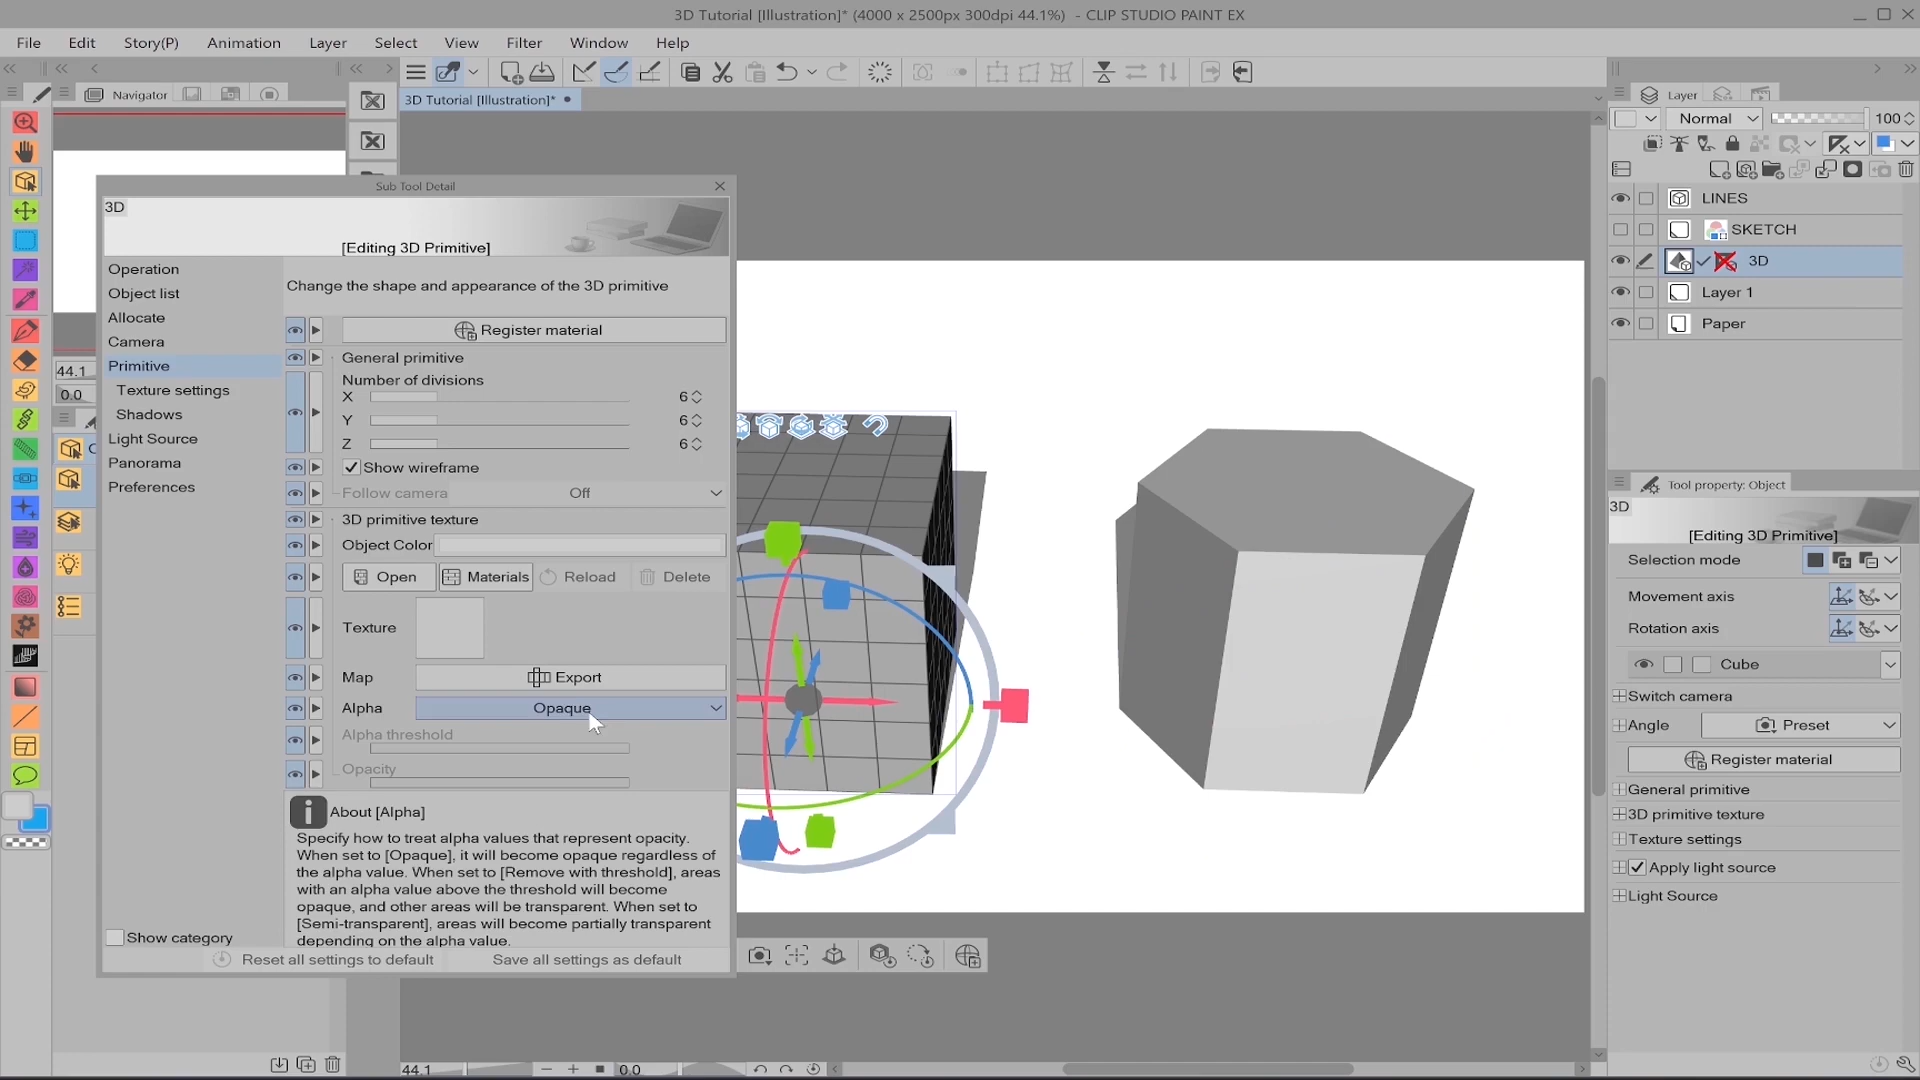 3D Tutorial [Illustration]* (4000 x 2500px 300dpi 44.1%) - CLIP STUDIO PAINT EX
File Edit Story(P) Animation Layer Select View Filter Window Help
Navigator
3D Tutorial [Illustration]*
Layer
Normal 100
LINES
SKETCH
3D
Layer 1
Paper
44.1
0.0
Sub Tool Detail
3D
[Editing 3D Primitive]
Operation
Object list
Allocate
Camera
Primitive
Texture settings
Shadows
Light Source
Panorama
Preferences
Show category
Change the shape and appearance of the 3D primitive
Register material
General primitive
Number of divisions
X 6
Y 6
Z 6
Show wireframe
Follow camera Off
3D primitive texture
Object Color
Open Materials Reload Delete
Texture
Map Export
Alpha Opaque
Alpha threshold
Opacity
About [Alpha]
Specify how to treat alpha values that represent opacity.
When set to [Opaque], it will become opaque regardless of
the alpha value. When set to [Remove with threshold], areas
with an alpha value above the threshold will become
opaque, and other areas will be transparent. When set to
[Semi-transparent], areas will become partially transparent
depending on the alpha value.
Reset all settings to default Save all settings as default
Tool property: Object
3D
[Editing 3D Primitive]
Selection mode
Movement axis
Rotation axis
Cube
Switch camera
Angle Preset
Register material
General primitive
3D primitive texture
Texture settings
Apply light source
Light Source
44.1 0.0